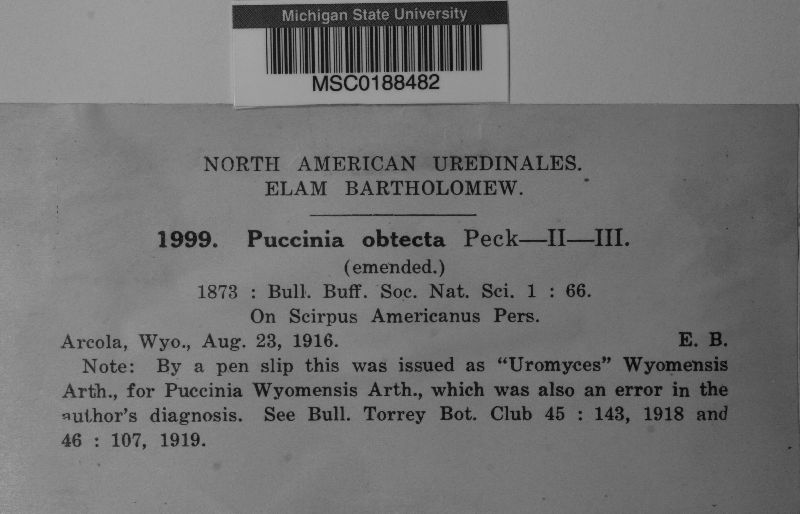 Michigan State University
MSC0188482
NORTH AMERICAN UREDINALES.
ELAM BARTHOLOMEW.
1999. Puccinia obtecta Peck—II—III.
(emended.)
1873 : Bull. Buff. Soc. Nat. Sci. 1 : 66.
On Scirpus Americanus Pers.
Arcola, Wyo., Aug. 23, 1916. E. B.
Note: By a pen slip this was issued as "Uromyces" Wyomensis
Arth., for Puccinia Wyomensis Arth., which was also an error in the
author's diagnosis. See Bull. Torrey Bot. Club 45 : 143, 1918 and
46 : 107, 1919.